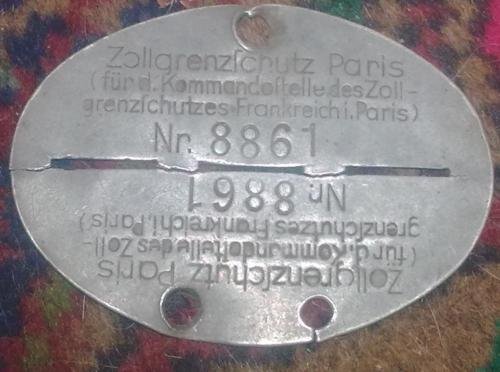 Zollgrenzſchutz Paris
(für d. Kommandoſtelle des Zoll-
grenzſchutzes Frankreich i. Paris)
Nr. 8861
Zollgrenzſchutz Paris
(für d. Kommandoſtelle des Zoll-
grenzſchutzes Frankreich i. Paris)
Nr. 8861